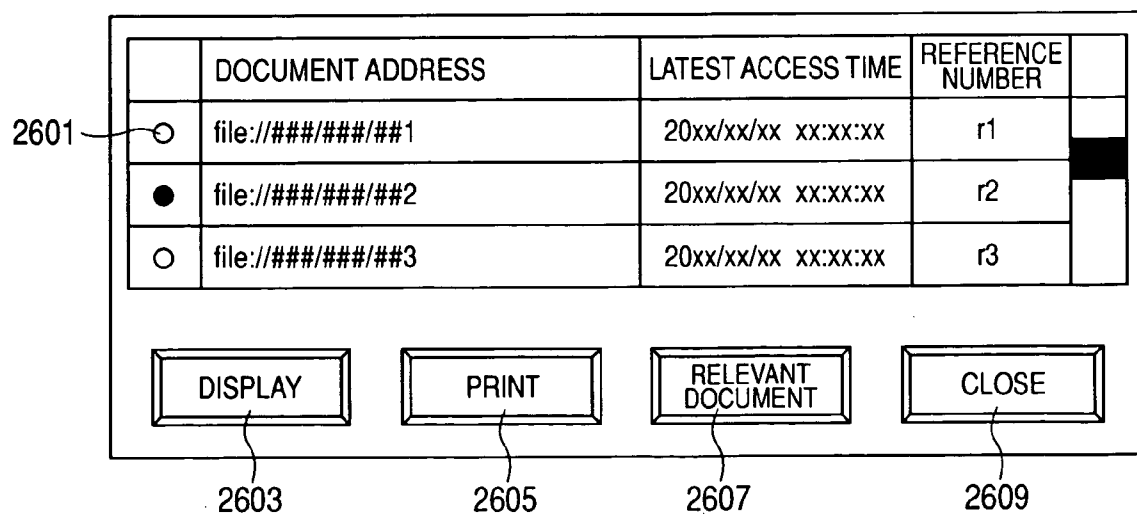 DOCUMENT ADDRESS LATEST ACCESS TIME REFERENCE NUMBER
2601 file://###/###/##1 20xx/xx/xx xx:xx:xx r1
file://###/###/##2 20xx/xx/xx xx:xx:xx r2
file://###/###/##3 20xx/xx/xx xx:xx:xx r3
DISPLAY PRINT RELEVANT DOCUMENT CLOSE
2603 2605 2607 2609